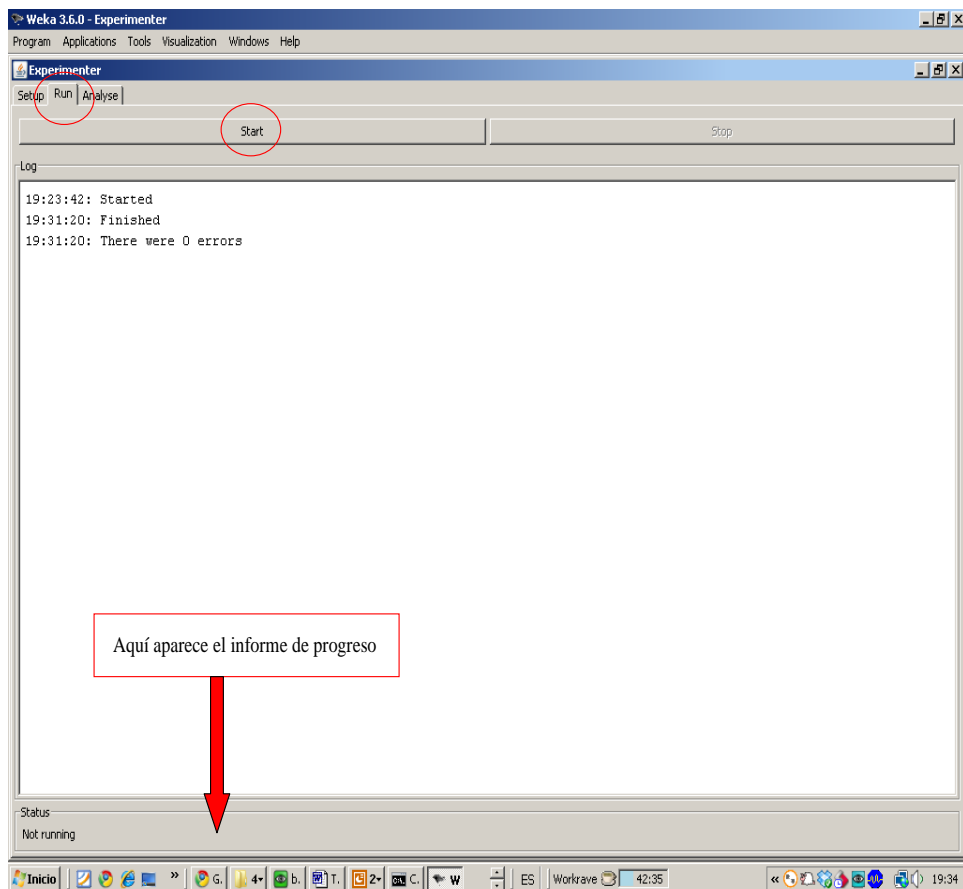 Weka 3.6.0 - Experimenter
Program Applications Tools Visualization Windows Help
Experimenter
Setup Run Analyse
Start Stop
Log
19:23:42: Started
19:31:20: Finished
19:31:20: There were 0 errors
Aquí aparece el informe de progreso
Status
Not running
Inicio » G. 4 b. T. 2 C. W ES Workrave 42:35 « 19:34